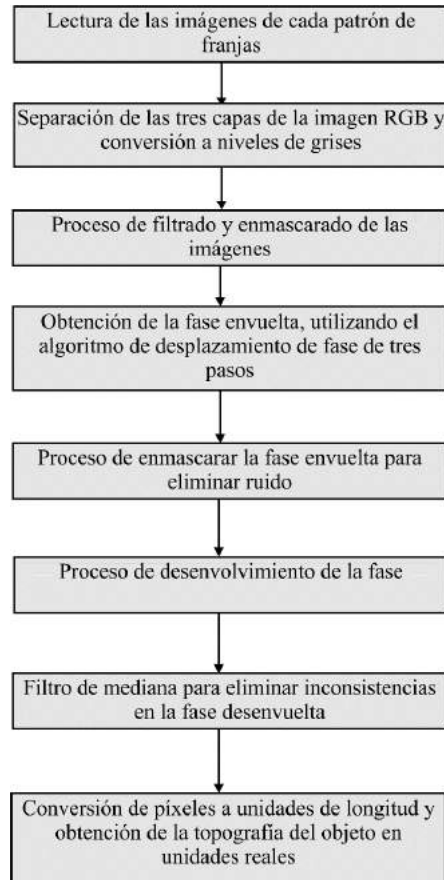 Lectura de las imágenes de cada patrón de
franjas
Separación de las tres capas de la imagen RGB y
conversión a niveles de grises
Proceso de filtrado y enmascarado de las
imágenes
Obtención de la fase envuelta, utilizando el
algoritmo de desplazamiento de fase de tres
pasos
Proceso de enmascarar la fase envuelta para
eliminar ruido
Proceso de desenvolvimiento de la fase
Filtro de mediana para eliminar inconsistencias
en la fase desenvuelta
Conversión de píxeles a unidades de longitud y
obtención de la topografía del objeto en
unidades reales